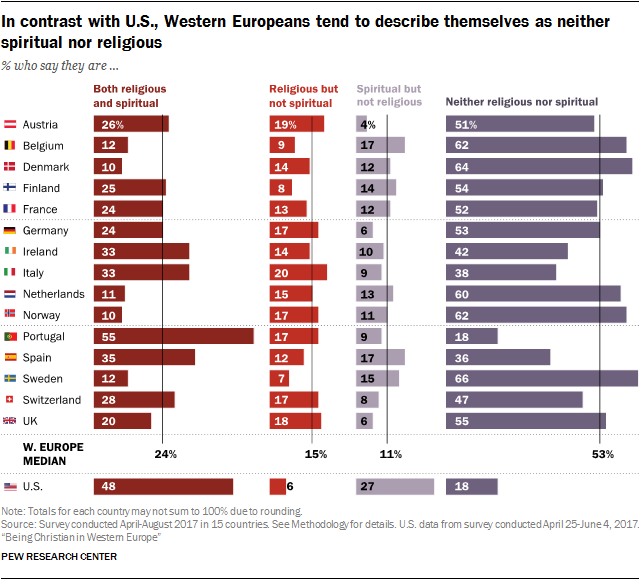 In contrast with U.S., Western Europeans tend to describe themselves as neither
spiritual nor religious
% who say they are ...
Both religious and spiritual
Religious but not spiritual
Spiritual but not religious
Neither religious nor spiritual
Austria 26% 19% 4% 51%
Belgium 12 9 17 62
Denmark 10 14 12 64
Finland 25 8 14 54
France 24 13 12 52
Germany 24 17 6 53
Ireland 33 14 10 42
Italy 33 20 9 38
Netherlands 11 15 13 60
Norway 10 17 11 62
Portugal 55 17 9 18
Spain 35 12 17 36
Sweden 12 7 15 66
Switzerland 28 17 8 47
UK 20 18 6 55
W. EUROPE
MEDIAN 24% 15% 11% 53%
U.S. 48 6 27 18
Note: Totals for each country may not sum to 100% due to rounding.
Source: Survey conducted April-August 2017 in 15 countries. See Methodology for details. U.S. data from survey conducted April 25-June 4, 2017.
“Being Christian in Western Europe”
PEW RESEARCH CENTER